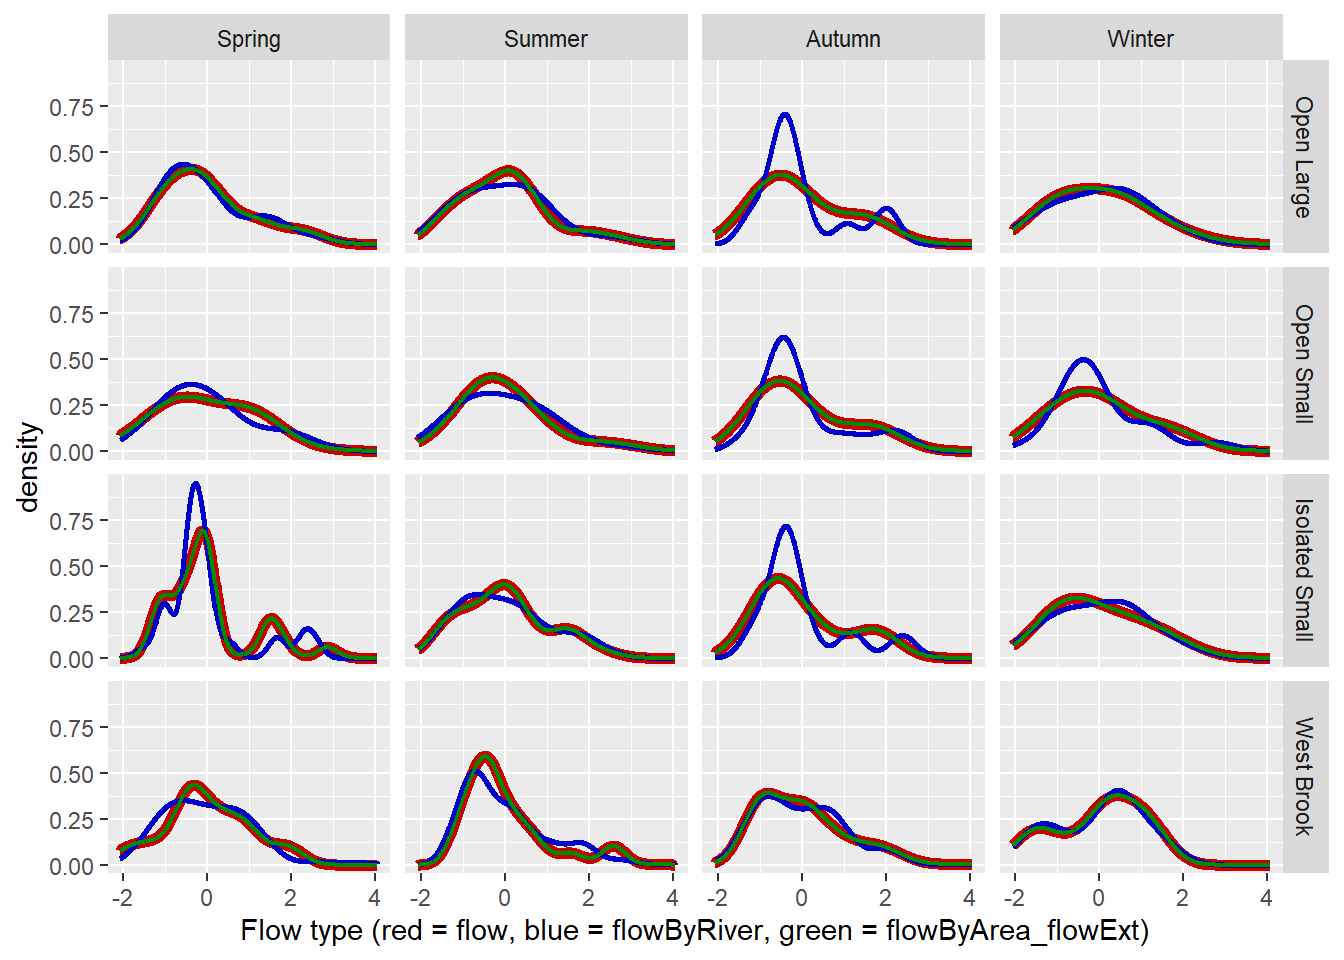 Spring Summer Autumn Winter
0.75
0.50
0.25
0.00
Open Large
0.75
0.50
0.25
0.00
Open Small
0.75
0.50
0.25
0.00
Isolated Small
0.75
0.50
0.25
0.00
West Brook
density
-2 0 2 4 -2 0 2 4 -2 0 2 4 -2 0 2 4
Flow type (red = flow, blue = flowByRiver, green = flowByArea_flowExt)